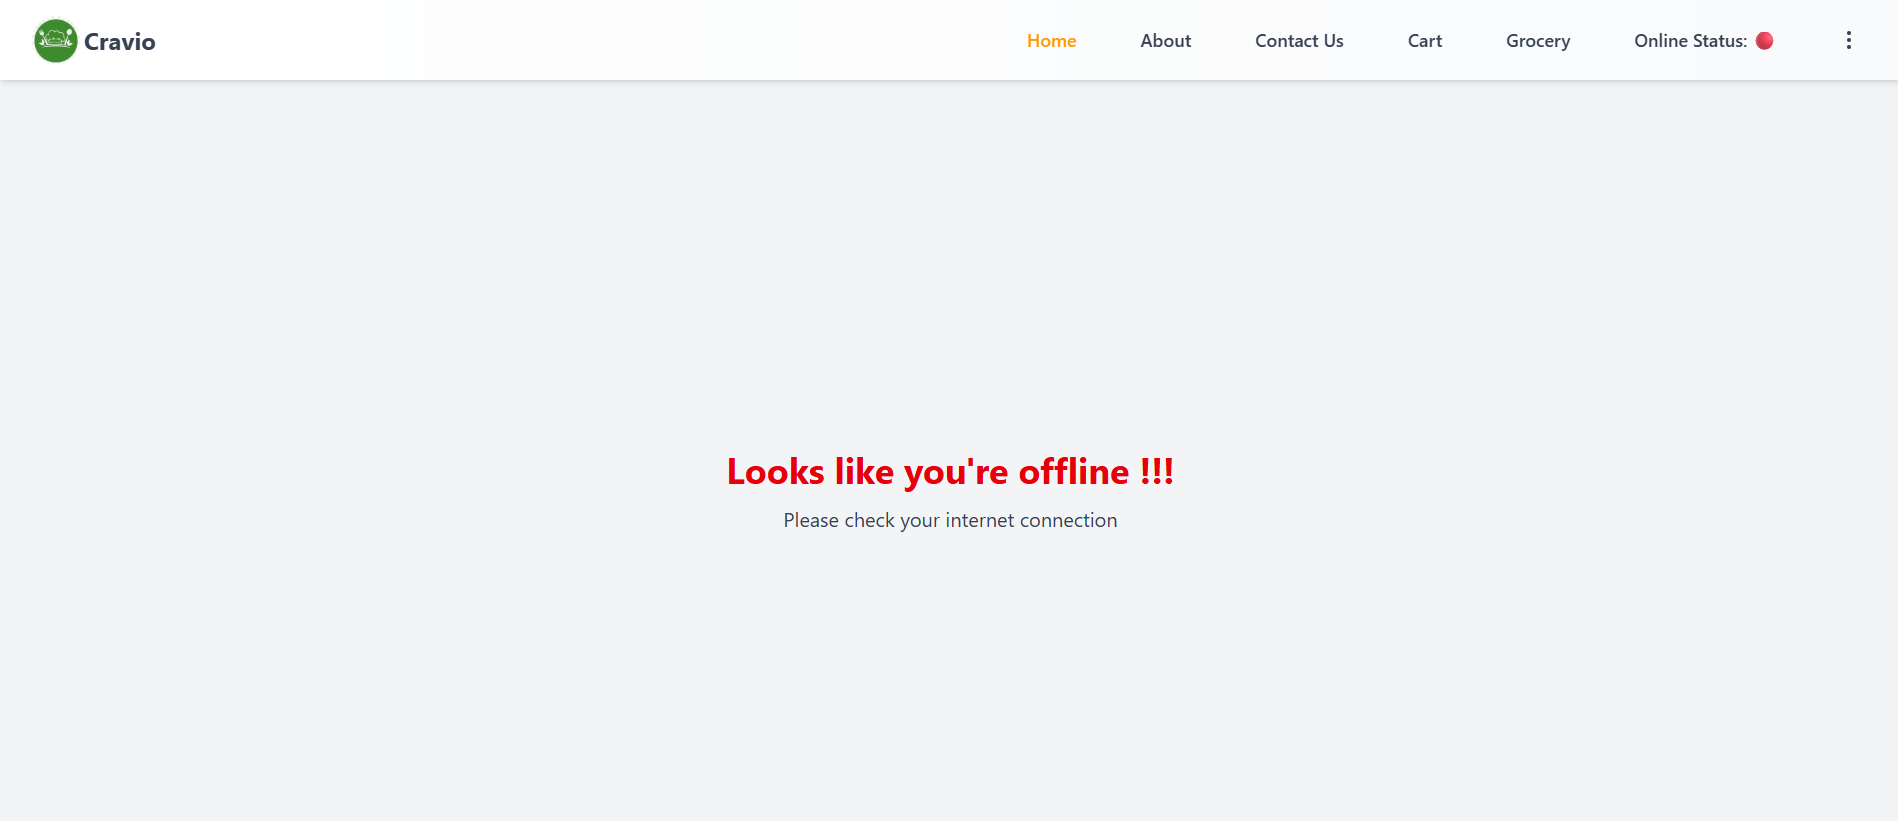 Cravio
Home
About
Contact Us
Cart
Grocery
Online Status: 🔴
Looks like you're offline !!!
Please check your internet connection